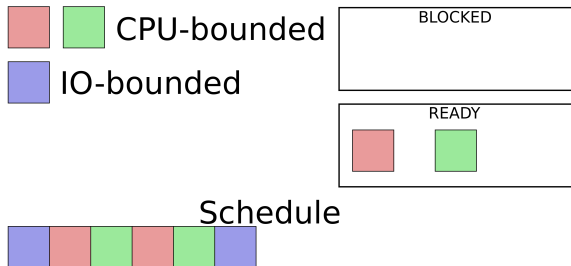 CPU-bounded
IO-bounded
BLOCKED
READY
Schedule